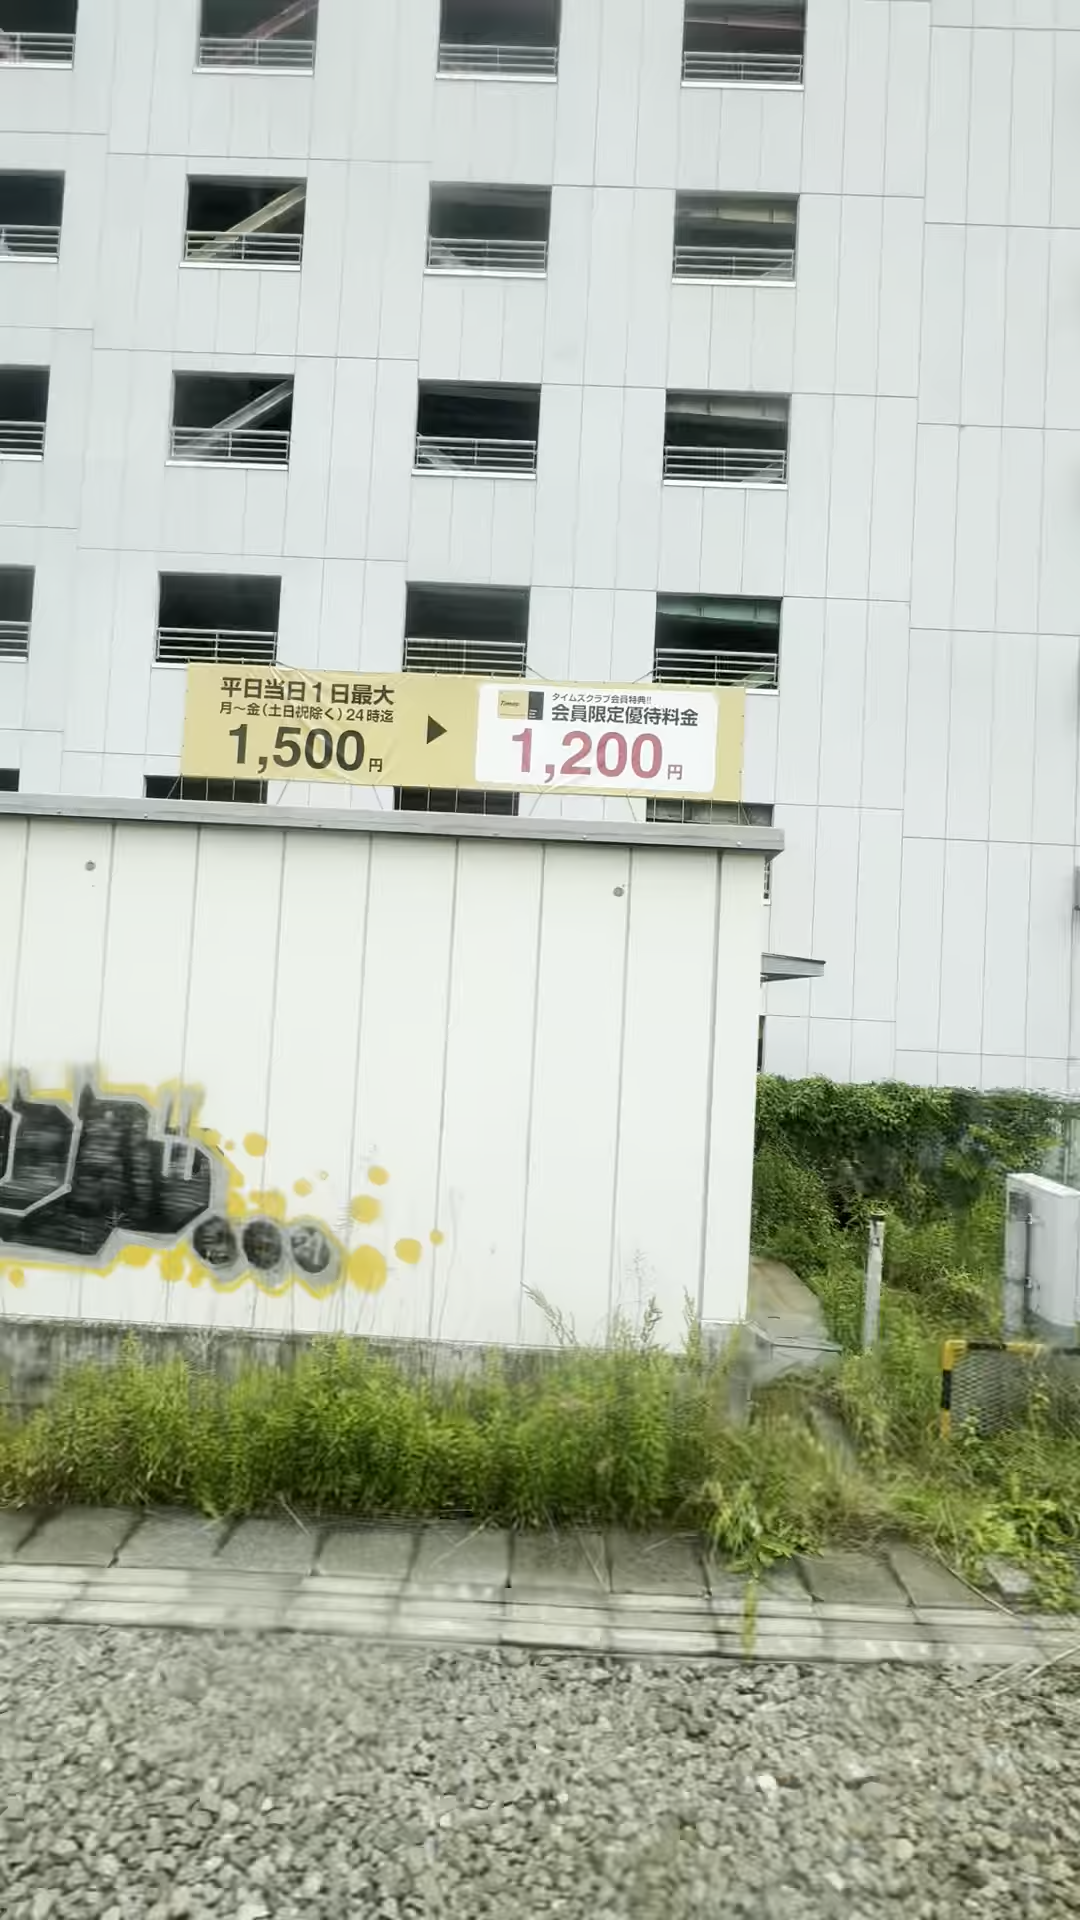 平日当日1日最大
月~金(土日祝除く)24時迄
1,500円
▶
Times
タイムズクラブ会員特典!!
会員限定優待料金
1,200円